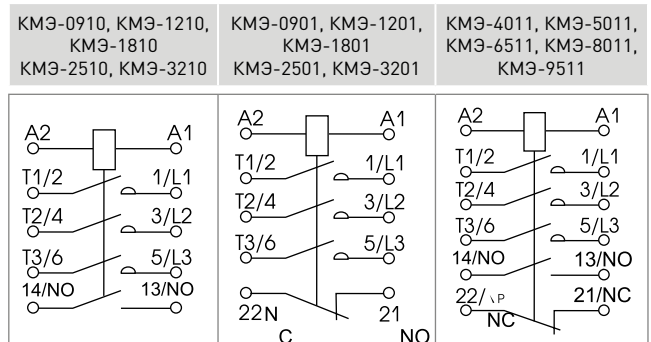 КМЭ-0910, КМЭ-1210,
КМЭ-1810
КМЭ-2510, КМЭ-3210
КМЭ-0901, КМЭ-1201,
КМЭ-1801
КМЭ-2501, КМЭ-3201
КМЭ-4011, КМЭ-5011,
КМЭ-6511, КМЭ-8011,
КМЭ-9511
A2 A1
T1/2 1/L1
T2/4 3/L2
T3/6 5/L3
14/NO 13/NO
A2 A1
T1/2 1/L1
T2/4 3/L2
T3/6 5/L3
22N 21
C NO
A2 A1
T1/2 1/L1
T2/4 3/L2
T3/6 5/L3
14/NO 13/NO
22/ 21/NC
NC